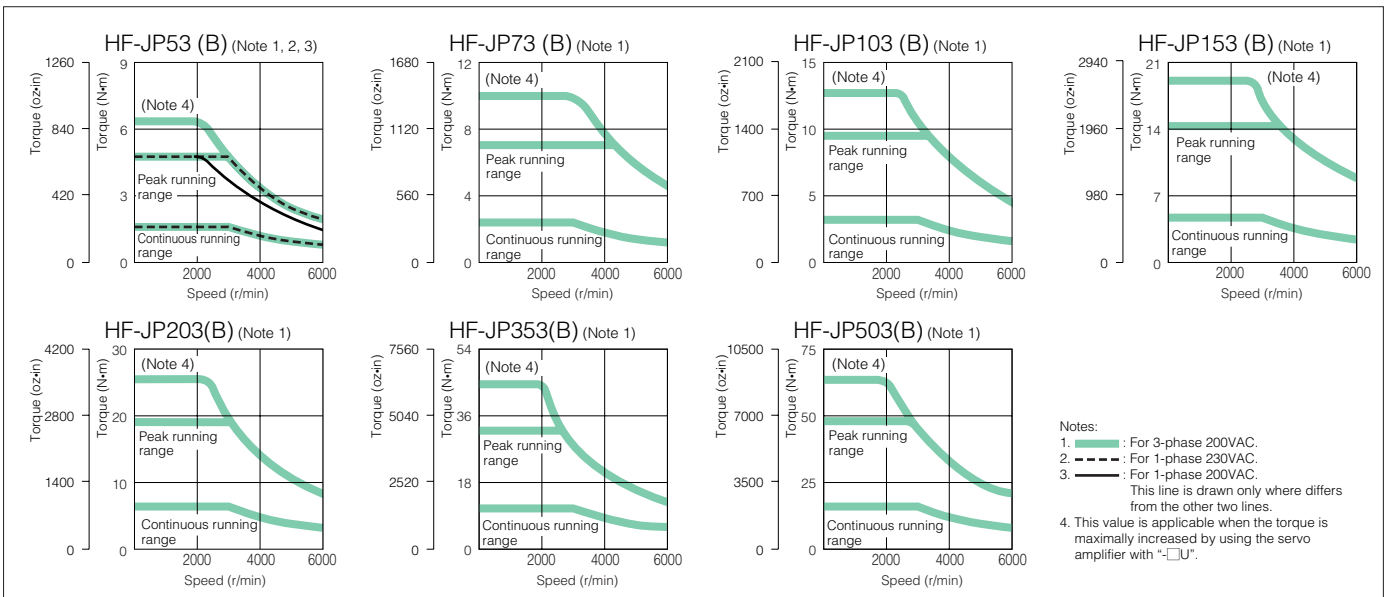 HF-JP53 (B) (Note 1, 2, 3)
1260
840
420
0
Torque (oz•in)
9
6
3
0
Torque (N•m)
(Note 4)
Peak running
range
Continuous running
range
2000 4000 6000
Speed (r/min)
HF-JP73 (B) (Note 1)
1680
1120
560
0
Torque (oz•in)
12
8
4
0
Torque (N•m)
(Note 4)
Peak running
range
Continuous running
range
2000 4000 6000
Speed (r/min)
HF-JP103 (B) (Note 1)
2100
1400
700
0
Torque (oz•in)
15
10
5
0
Torque (N•m)
(Note 4)
Peak running
range
Continuous running
range
2000 4000 6000
Speed (r/min)
HF-JP153 (B) (Note 1)
2940
1960
980
0
Torque (oz•in)
21
14
7
0
Torque (N•m)
(Note 4)
Peak running
range
Continuous running
range
2000 4000 6000
Speed (r/min)
HF-JP203(B) (Note 1)
4200
2800
1400
0
Torque (oz•in)
30
20
10
0
Torque (N•m)
(Note 4)
Peak running
range
Continuous running
range
2000 4000 6000
Speed (r/min)
HF-JP353(B) (Note 1)
7560
5040
2520
0
Torque (oz•in)
54
36
18
0
Torque (N•m)
(Note 4)
Peak running
range
Continuous running
range
2000 4000 6000
Speed (r/min)
HF-JP503(B) (Note 1)
10500
7000
3500
0
Torque (oz•in)
75
50
25
0
Torque (N•m)
(Note 4)
Peak running
range
Continuous running
range
2000 4000 6000
Speed (r/min)
Notes:
1. : For 3-phase 200VAC.
2. : For 1-phase 230VAC.
3. : For 1-phase 200VAC.
This line is drawn only where differs
from the other two lines.
4. This value is applicable when the torque is
maximally increased by using the servo
amplifier with “-□U”.